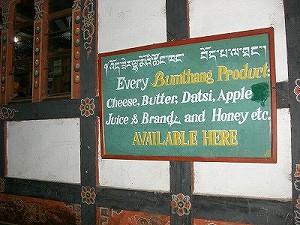 Every Bumthang Product
Cheese, Butter, Datsi, Apple
Juice & Brandy and Honey etc.
AVAILABLE HERE